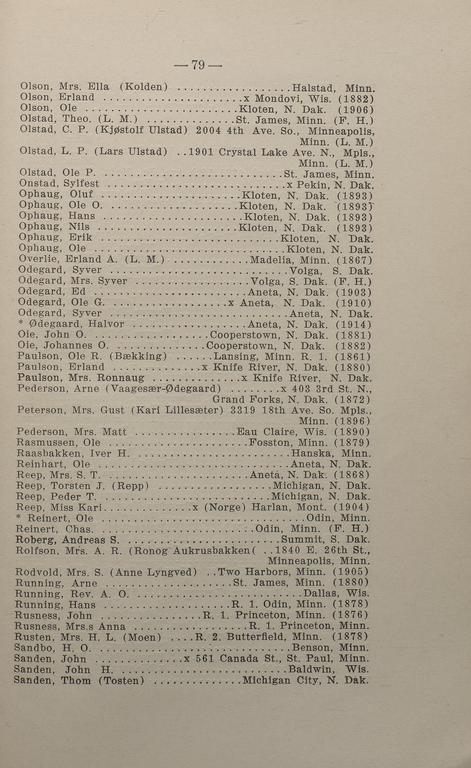 —79—
Olson, Mrs. Ella (Kolden) .................Halstad, Minn.
Olson, Erland .....................x Mondovi, Wis. (1882)
Olson, Ole .......................Kloten, N. Dak. (1906)
Olstad, Theo. (L. M.) .............St. James, Minn. (F. H.)
Olstad, C. P. (Kjøstolf Ulstad) 2004 4th Ave. So., Minneapolis,
Minn. (L. M.)
Olstad, L. P. (Lars Ulstad) ..1901 Crystal Lake Ave. N., Mpls.,
Minn. (L. M.)
Olstad, Ole P. ...........................St. James, Minn.
Onstad, Sylfest ...........................x Pekin, N. Dak.
Ophaug, Oluf .....................Kloten, N. Dak. (1893)
Ophaug, Ole O. ....................Kloten, N. Dak. (1893)
Ophaug, Hans .....................Kloten, N. Dak. (1893)
Ophaug, Nils .....................Kloten, N. Dak. (1893)
Ophaug, Erik ...........................Kloten, N. Dak.
Ophaug, Ole ............................Kloten, N. Dak.
Overlie, Erland A. (L. M.) ............Madelia, Minn. (1867)
Odegard, Syver ...........................Volga, S. Dak.
Odegard, Mrs. Syver .................Volga, S. Dak. (F. H.)
Odegard, Ed .......................Aneta, N. Dak. (1903)
Odegard, Ole G. ...................x Aneta, N. Dak. (1910)
Odegard, Syver ...........................Aneta, N. Dak.
* Ødegaard, Halvor .................Aneta, N. Dak. (1914)
Oie, John O. ..................Cooperstown, N. Dak. (1881)
Oie, Johannes O. ...............Cooperstown, N. Dak. (1882)
Paulson, Ole R. (Bækking) ......Lansing, Minn. R. 1. (1861)
Paulson, Erland ..............x Knife River, N. Dak. (1880)
Paulson, Mrs. Ronnaug ..............x Knife River, N. Dak.
Pederson, Arne (Vaagesær-Ødegaard) .........x 403 3rd St. N.,
Grand Forks, N. Dak. (1872)
Peterson, Mrs. Gust (Kari Lillesæter) 3319 18th Ave. So. Mpls.,
Minn. (1896)
Pederson, Mrs. Matt ................Eau Claire, Wis. (1890)
Rasmussen, Ole ......................Fosston, Minn. (1879)
Raasbakken, Iver H. ........................Hanska, Minn.
Reinhart, Ole .............................Aneta, N. Dak.
Reep, Mrs. S. T. .....................Aneta, N. Dak. (1868)
Reep, Torsten J. (Repp) ..................Michigan, N. Dak.
Reep, Peder T. .........................Michigan, N. Dak.
Reep, Miss Kari.............x (Norge) Harlan, Mont. (1904)
* Reinert, Ole ...............................Odin, Minn.
Reinert, Chas. ........................Odin, Minn. (F. H.)
Roberg, Andreas S. .......................Summit, S. Dak.
Rolfson, Mrs. A. R. (Ronog Aukrusbakken( ..1840 E. 26th St.,
Minneapolis, Minn.
Rodvold, Mrs. S. (Anne Lyngved) ..Two Harbors, Minn. (1905)
Running, Arne ....................St. James, Minn. (1880)
Running, Rev. A. O. ..........................Dallas, Wis.
Running, Hans ....................R. 1. Odin, Minn. (1878)
Rusness, John ................R. 1. Princeton, Minn. (1876)
Rusness, Mrs.s Anna .................R. 1. Princeton, Minn.
Rusten, Mrs. H. L. (Moen) ....R. 2. Butterfield, Minn. (1878)
Sandbo, H. O. ..............................Benson, Minn.
Sanden, John .............x 561 Canada St., St. Paul, Minn.
Sanden, John H. .........................Baldwin, Wis.
Sanden, Thom (Tosten) .............Michigan City, N. Dak.